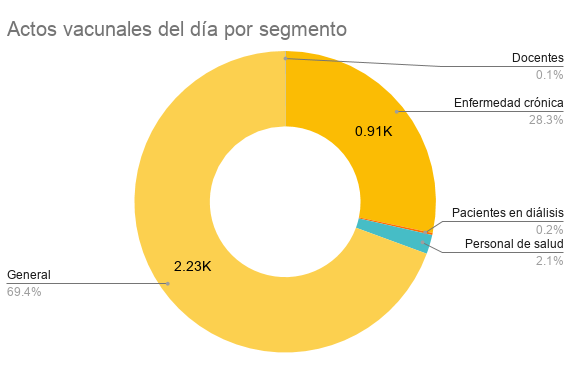 Actos vacunales del día por segmento
Docentes
0.1%
Enfermedad crónica
28.3%
0.91K
Pacientes en diálisis
0.2%
Personal de salud
2.1%
2.23K
General
69.4%